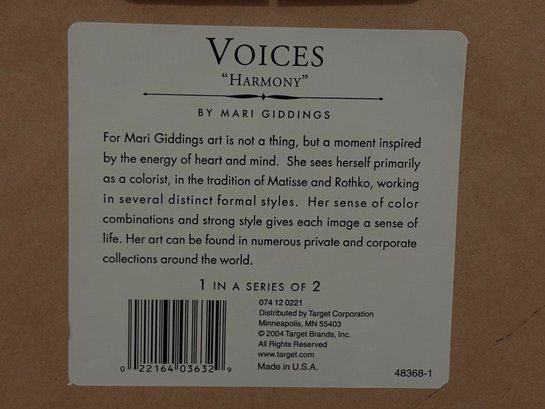 VOICES
"HARMONY"
BY MARI GIDDINGS
For Mari Giddings art is not a thing, but a moment inspired
by the energy of heart and mind. She sees herself primarily
as a colorist, in the tradition of Matisse and Rothko, working
in several distinct formal styles. Her sense of color
combinations and strong style gives each image a sense of
life. Her art can be found in numerous private and corporate
collections around the world.
1 IN A SERIES OF 2
074 12 0221
Distributed by Target Corporation
Minneapolis, MN 55403
© 2004 Target Brands, Inc.
All Rights Reserved
www.target.com
Made in U.S.A.
0 22164 03632 9
48368-1